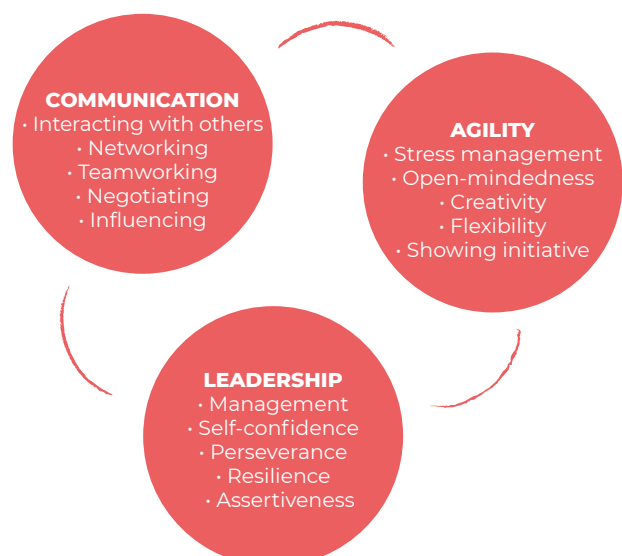 COMMUNICATION
• Interacting with others
• Networking
• Teamworking
• Negotiating
• Influencing
AGILITY
• Stress management
• Open-mindedness
• Creativity
• Flexibility
• Showing initiative
LEADERSHIP
• Management
• Self-confidence
• Perseverance
• Resilience
• Assertiveness